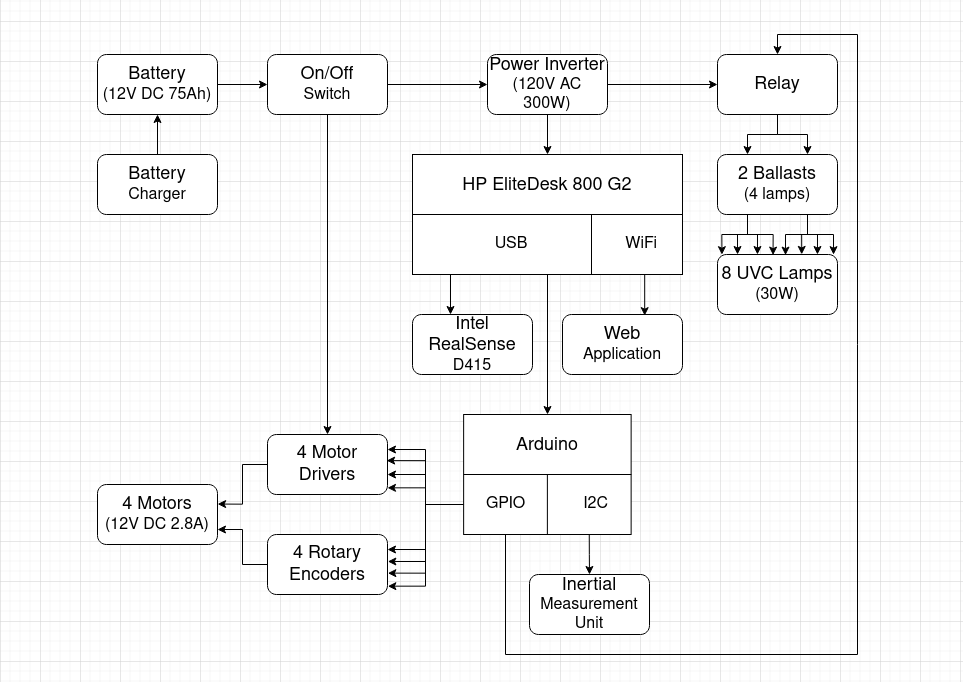 Battery
(12V DC 75Ah)
On/Off
Switch
Power Inverter
(120V AC
300W)
Relay
Battery
Charger
HP EliteDesk 800 G2
USB
WiFi
2 Ballasts
(4 lamps)
8 UVC Lamps
(30W)
Intel
RealSense
D415
Web
Application
4 Motor
Drivers
Arduino
GPIO
I2C
4 Motors
(12V DC 2.8A)
4 Rotary
Encoders
Inertial
Measurement
Unit